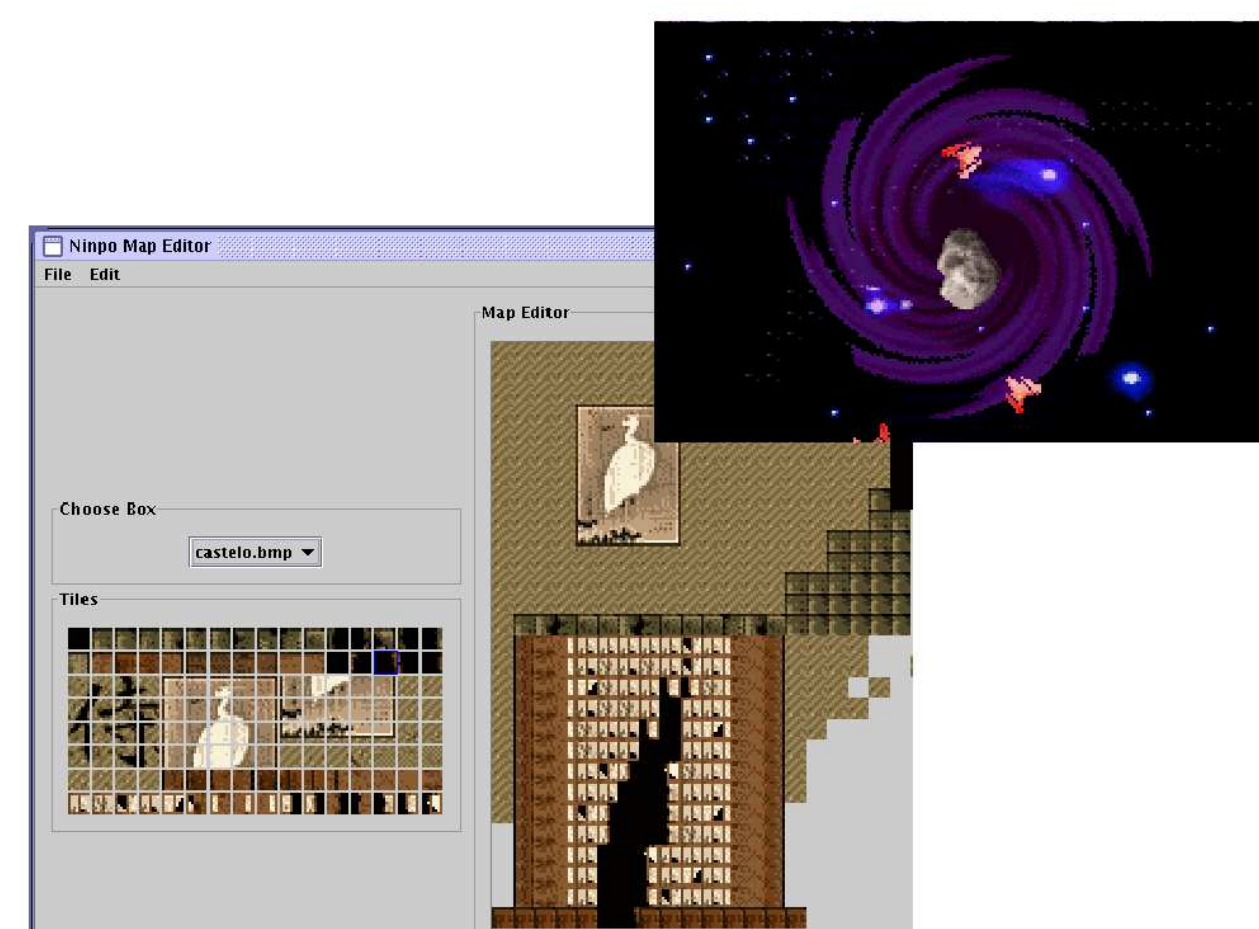 Ninpo Map Editor
File Edit
Map Editor
Choose Box
castelo.bmp
Tiles